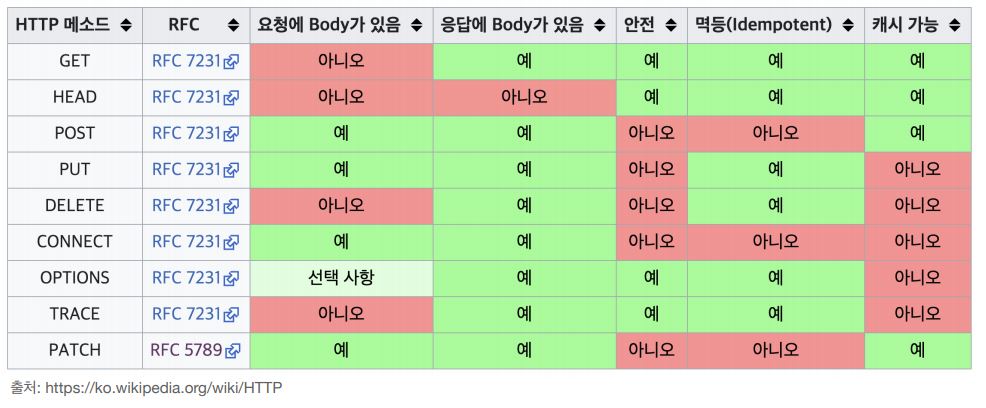 HTTP 메소드 RFC 요청에 Body가 있음 응답에 Body가 있음 안전 멱등(Idempotent) 캐시 가능
GET RFC 7231 아니오 예 예 예 예
HEAD RFC 7231 아니오 아니오 예 예 예
POST RFC 7231 예 예 아니오 아니오 예
PUT RFC 7231 예 예 아니오 예 아니오
DELETE RFC 7231 아니오 예 아니오 예 아니오
CONNECT RFC 7231 예 예 아니오 아니오 아니오
OPTIONS RFC 7231 선택 사항 예 예 예 아니오
TRACE RFC 7231 아니오 예 예 예 아니오
PATCH RFC 5789 예 예 아니오 아니오 예
출처: https://ko.wikipedia.org/wiki/HTTP